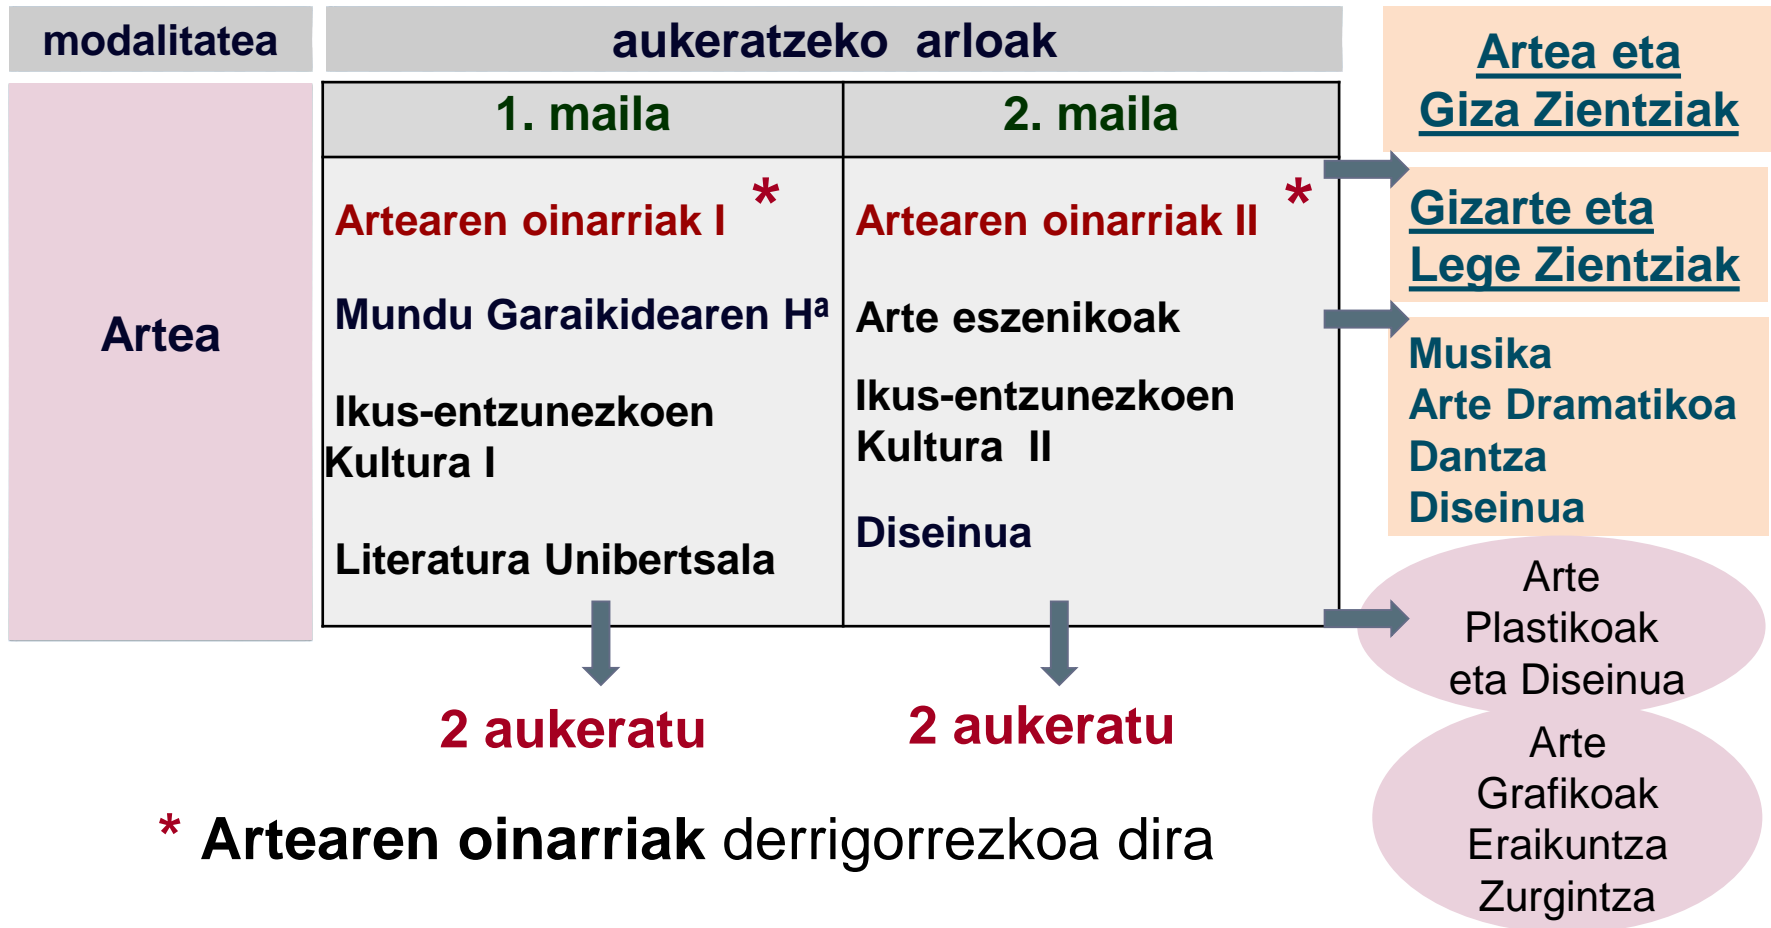 modalitatea
aukeratzeko arloak
Artea
1. maila
Artearen oinarriak I *
Mundu Garaikidearen Hª
Ikus-entzunezkoen
Kultura I
Literatura Unibertsala
2. maila
Artearen oinarriak II *
Arte eszenikoak
Ikus-entzunezkoen
Kultura II
Diseinua
2 aukeratu
2 aukeratu
* Artearen oinarriak derrigorrezkoa dira
Artea eta
Giza Zientziak
Gizarte eta
Lege Zientziak
Musika
Arte Dramatikoa
Dantza
Diseinua
Arte
Plastikoak
eta Diseinua
Arte
Grafikoak
Eraikuntza
Zurgintza